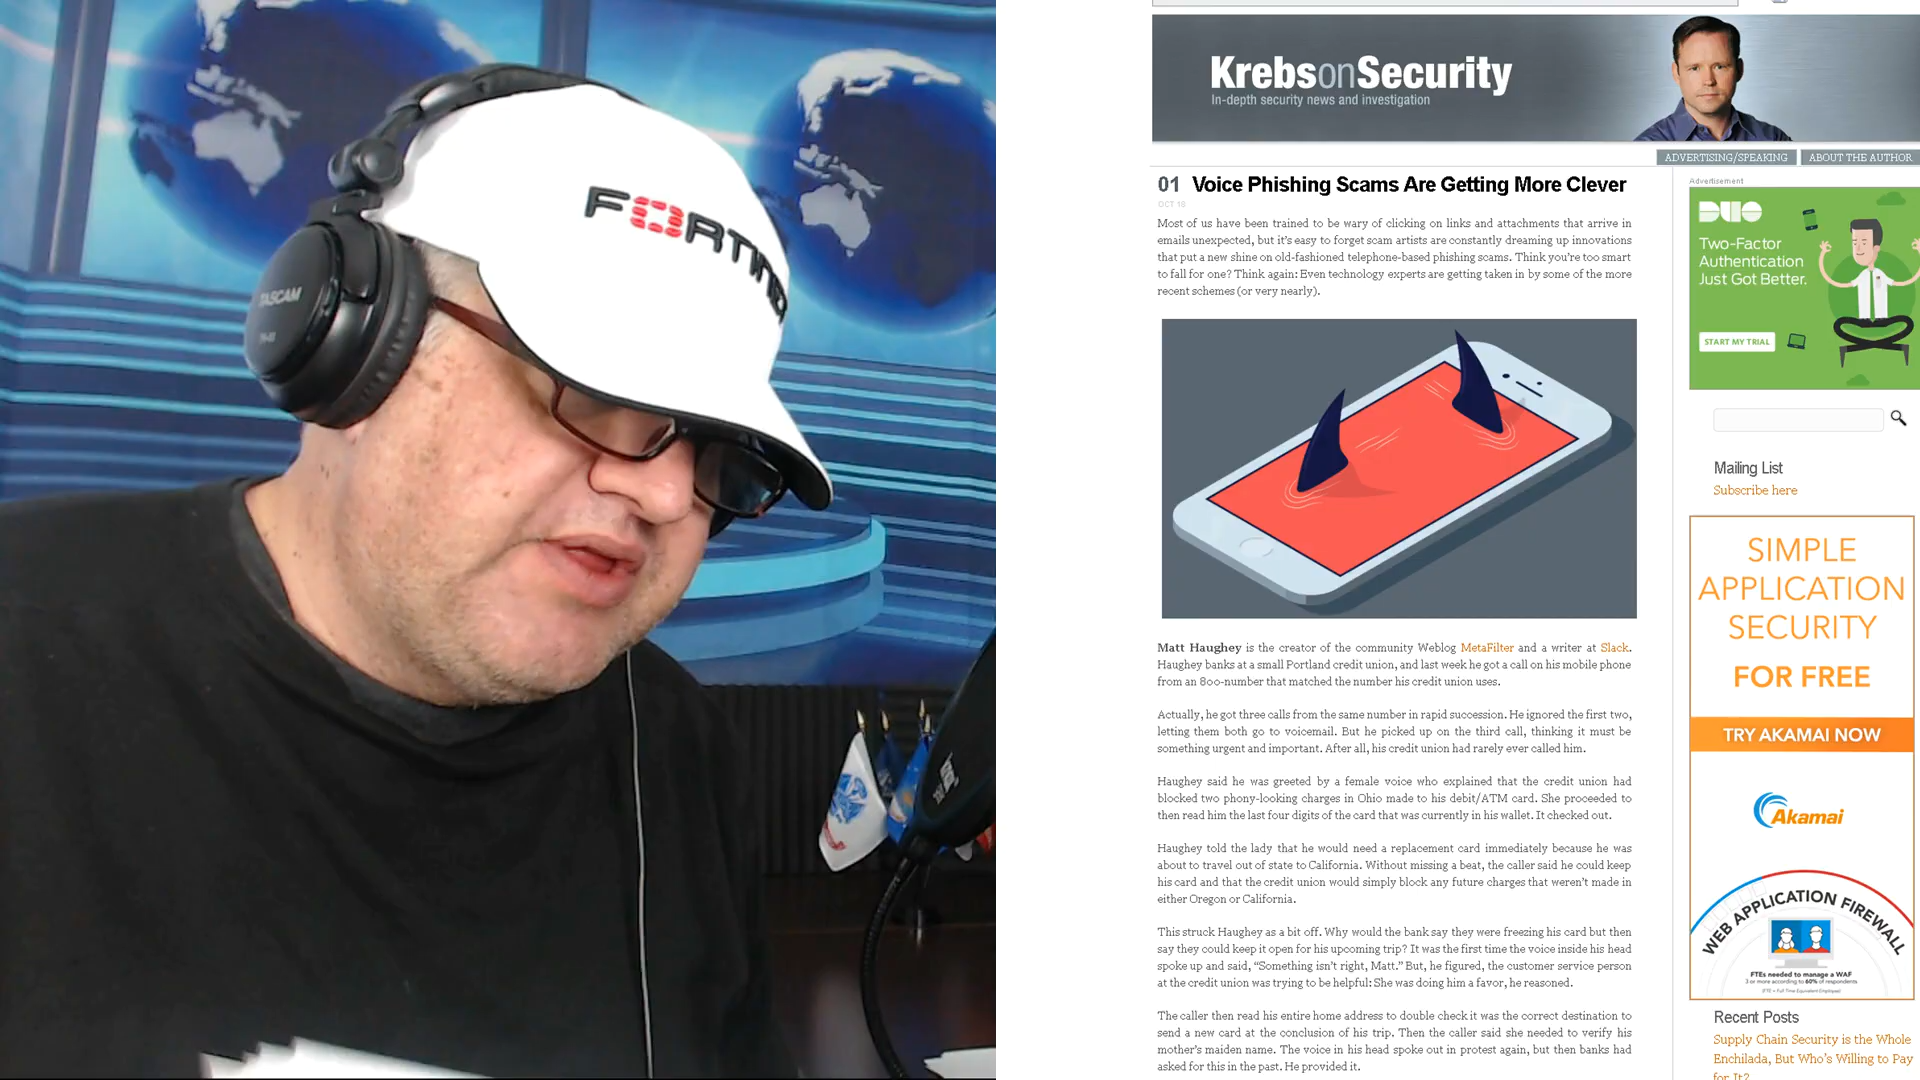 FORTINET
TASCAM
KrebsonSecurity
In-depth security news and investigation
ADVERTISING/SPEAKING
ABOUT THE AUTHOR
01 Voice Phishing Scams Are Getting More Clever
OCT 18
Most of us have been trained to be wary of clicking on links and attachments that arrive in
emails unexpected, but it's easy to forget scam artists are constantly dreaming up innovations
that put a new shine on old-fashioned telephone-based phishing scams. Think you're too smart
to fall for one? Think again: Even technology experts are getting taken in by some of the more
recent schemes (or very nearly).
Matt Haughey is the creator of the community Weblog MetaFilter and a writer at Slack.
Haughey banks at a small Portland credit union, and last week he got a call on his mobile phone
from an 800-number that matched the number his credit union uses.
Actually, he got three calls from the same number in rapid succession. He ignored the first two,
letting them both go to voicemail. But he picked up on the third call, thinking it must be
something urgent and important. After all, his credit union had rarely ever called him.
Haughey said he was greeted by a female voice who explained that the credit union had
blocked two phony-looking charges in Ohio made to his debit/ATM card. She proceeded to
then read him the last four digits of the card that was currently in his wallet. It checked out.
Haughey told the lady that he would need a replacement card immediately because he was
about to travel out of state to California. Without missing a beat, the caller said he could keep
his card and that the credit union would simply block any future charges that weren't made in
either Oregon or California.
This struck Haughey as a bit off. Why would the bank say they were freezing his card but then
say they could keep it open for his upcoming trip? It was the first time the voice inside his head
spoke up and said, “Something isn't right, Matt.” But, he figured, the customer service person
at the credit union was trying to be helpful: She was doing him a favor, he reasoned.
The caller then read his entire home address to double check it was the correct destination to
send a new card at the conclusion of his trip. Then the caller said she needed to verify his
mother's maiden name. The voice in his head spoke out in protest again, but then banks had
asked for this in the past. He provided it.
Advertisement
DUO
Two-Factor
Authentication
Just Got Better.
START MY TRIAL
Mailing List
Subscribe here
SIMPLE
APPLICATION
SECURITY
FOR FREE
TRY AKAMAI NOW
Akamai
WEB APPLICATION FIREWALL
FTEs needed to manage a WAF
3 or more according to 60% of respondents
(FTE = Full Time Equivalent Employee)
Recent Posts
Supply Chain Security is the Whole
Enchilada, But Who's Willing to Pay
for It?